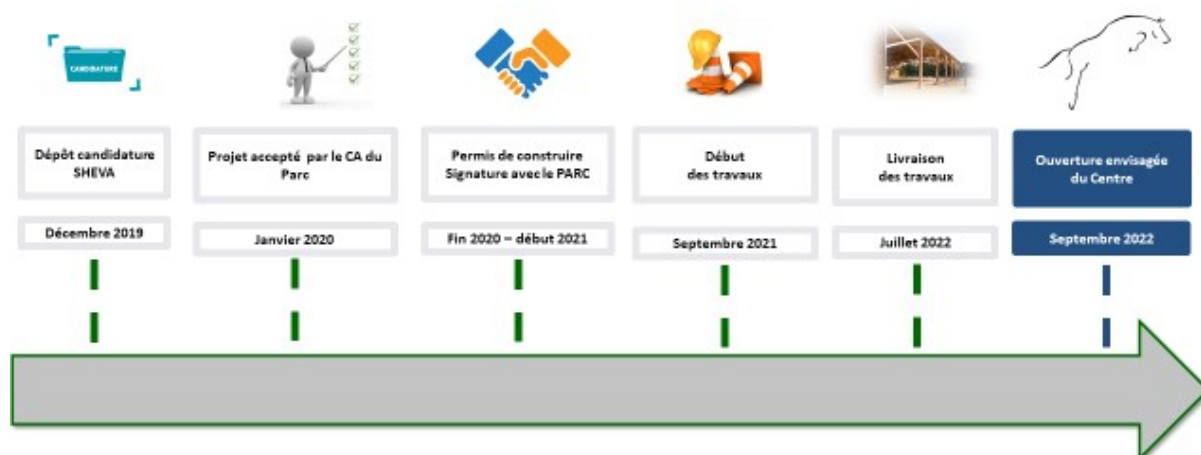 CANDIDATURE
Dépôt candidature
SHEVA
Décembre 2019
Projet accepté par le CA du
Parc
Janvier 2020
Permis de construire
Signature avec le PARC
Fin 2020 – début 2021
Début
des travaux
Septembre 2021
Livraison
des travaux
Juillet 2022
Ouverture envisagée
du Centre
Septembre 2022